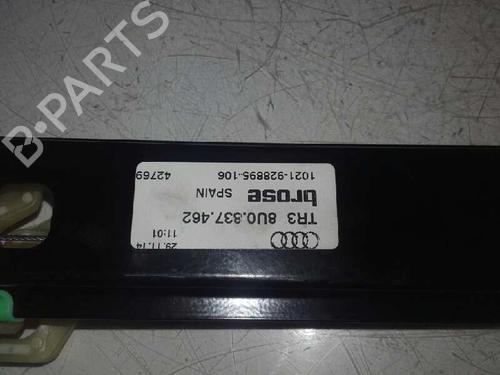 B-PARTS
42769
1021-928895-106
brose SPAIN
TR3 8U0.837.462
29.11.14
11:01